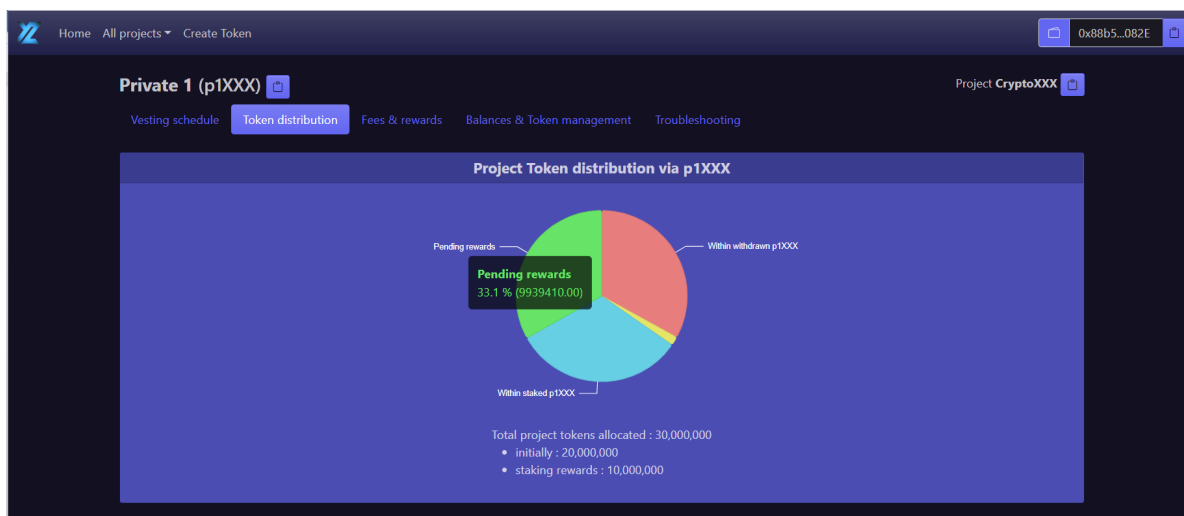 Home All projects Create Token 0x88b5...082E
Private 1 (p1XXX) Project CryptoXXX
Vesting schedule Token distribution Fees & rewards Balances & Token management Troubleshooting
Project Token distribution via p1XXX
Pending rewards Within withdrawn p1XXX
Pending rewards
33.1 % (9939410.00)
Within staked p1XXX
Total project tokens allocated : 30,000,000
• initially : 20,000,000
• staking rewards : 10,000,000